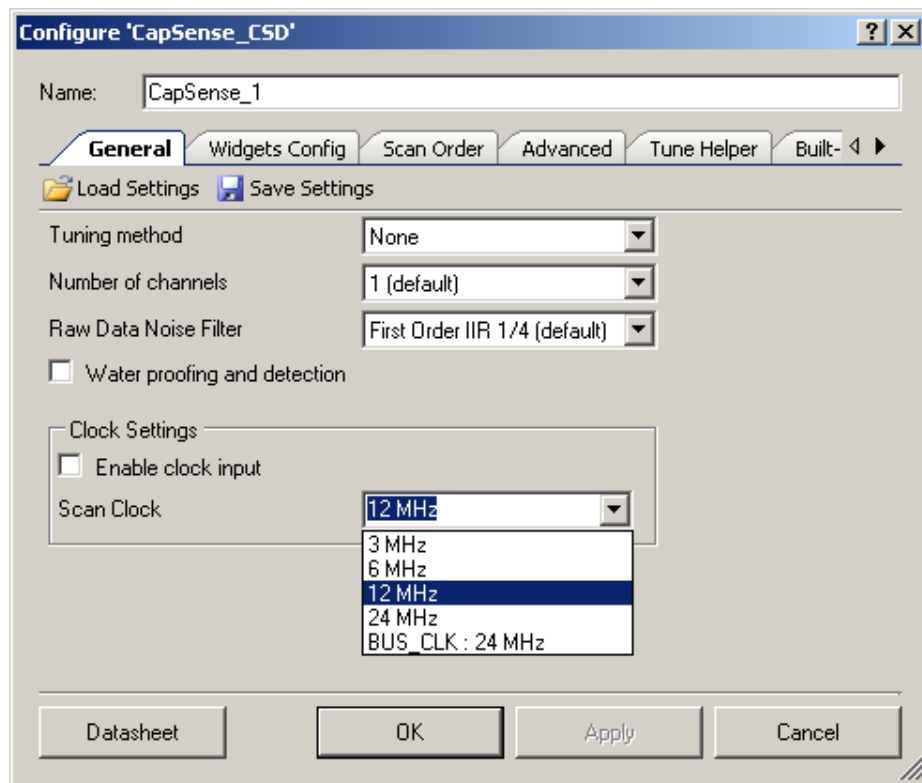 Configure 'CapSense_CSD'
Name: CapSense_1
General Widgets Config Scan Order Advanced Tune Helper Built-
Load Settings Save Settings
Tuning method None
Number of channels 1 (default)
Raw Data Noise Filter First Order IIR 1/4 (default)
Water proofing and detection
Clock Settings
Enable clock input
Scan Clock 12 MHz
3 MHz
6 MHz
12 MHz
24 MHz
BUS_CLK : 24 MHz
Datasheet OK Apply Cancel